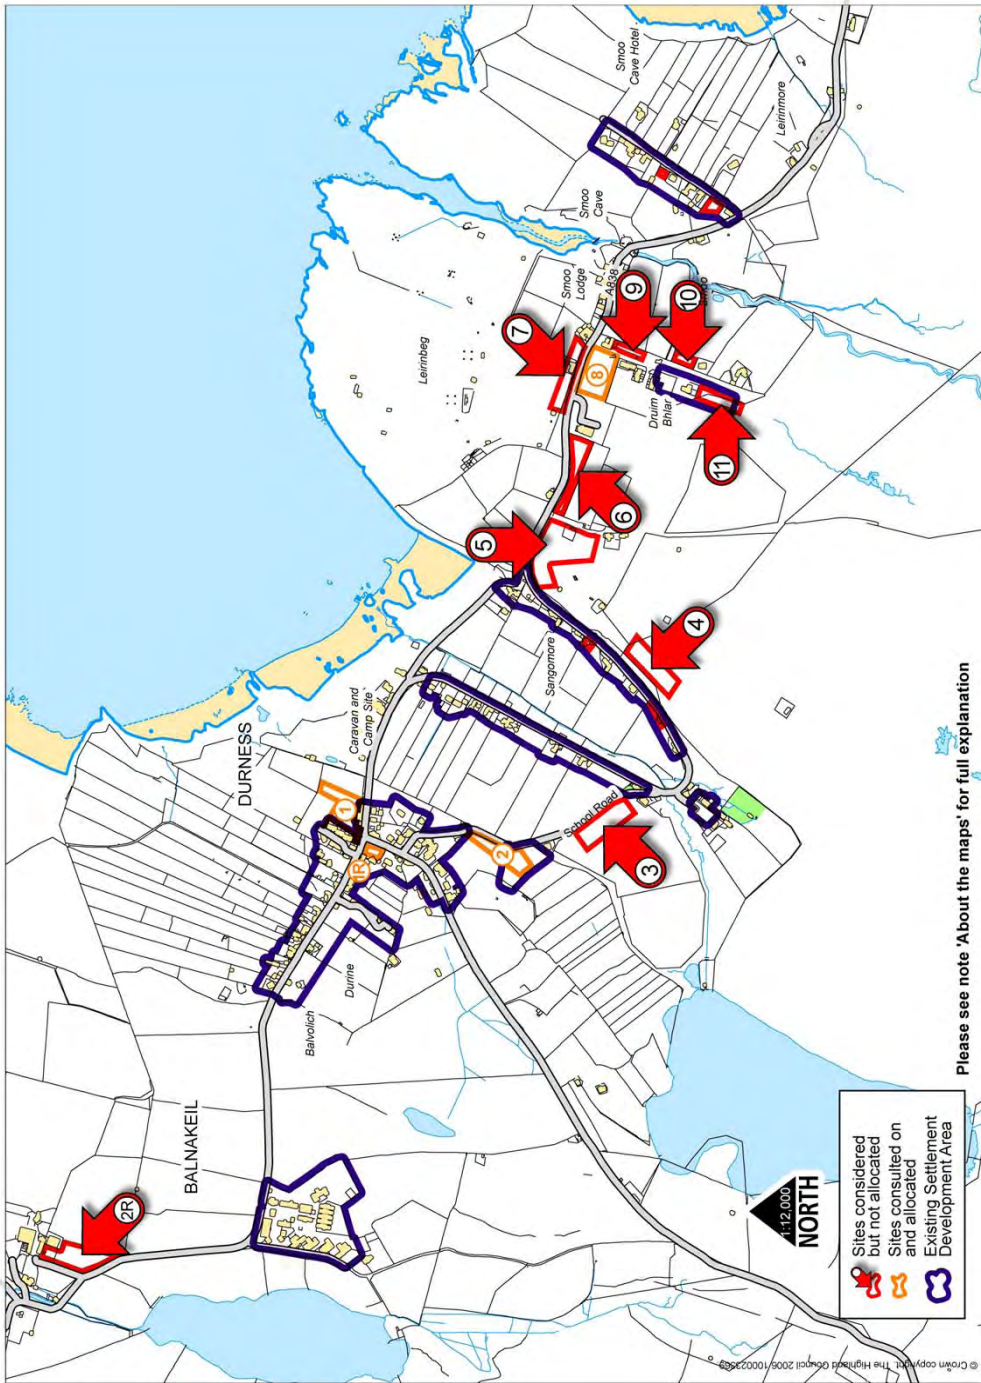 2R
BALNAKEIL
DURNESS
Balvolich
Durine
1R
1
Caravan and
Camp Site
2
School Road
3
Sangomore
4
5
6
7
8
9
10
11
Leirinbeg
Smoo
Lodge
A838
Smoo
Cave
Druim
Bhlar
Smoo
Cave Hotel
Leirinmore
1:12,000
NORTH
Sites considered
but not allocated
Sites consulted on
and allocated
Existing Settlement
Development Area
Please see note 'About the maps' for full explanation
© Crown copyright. The Highland Council 2006